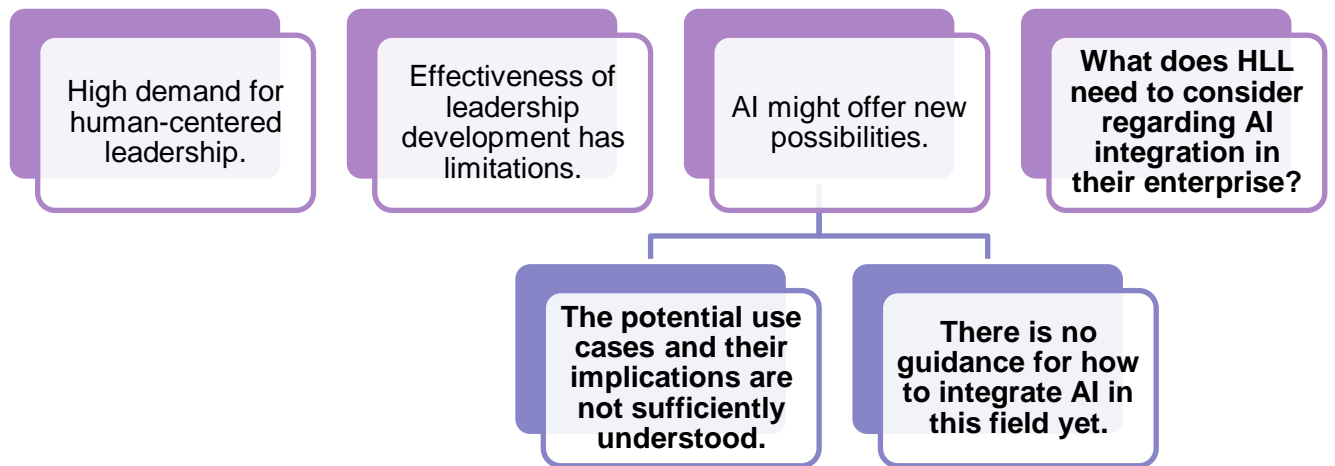 High demand for
human-centered
leadership.
Effectiveness of
leadership
development has
limitations.
AI might offer new
possibilities.
What does HLL
need to consider
regarding AI
integration in
their enterprise?
The potential use
cases and their
implications are
not sufficiently
understood.
There is no
guidance for how
to integrate AI in
this field yet.